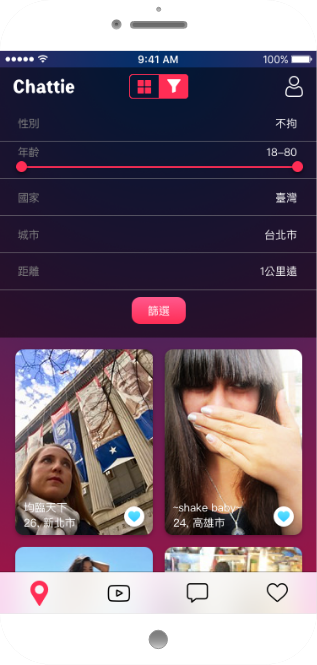 9:41 AM 100%
Chattie
性別 不拘
年齡 18–80
國家 臺灣
城市 台北市
距離 1公里遠
篩選
均臨天下
26, 新北市
~shake baby~
24, 高雄市